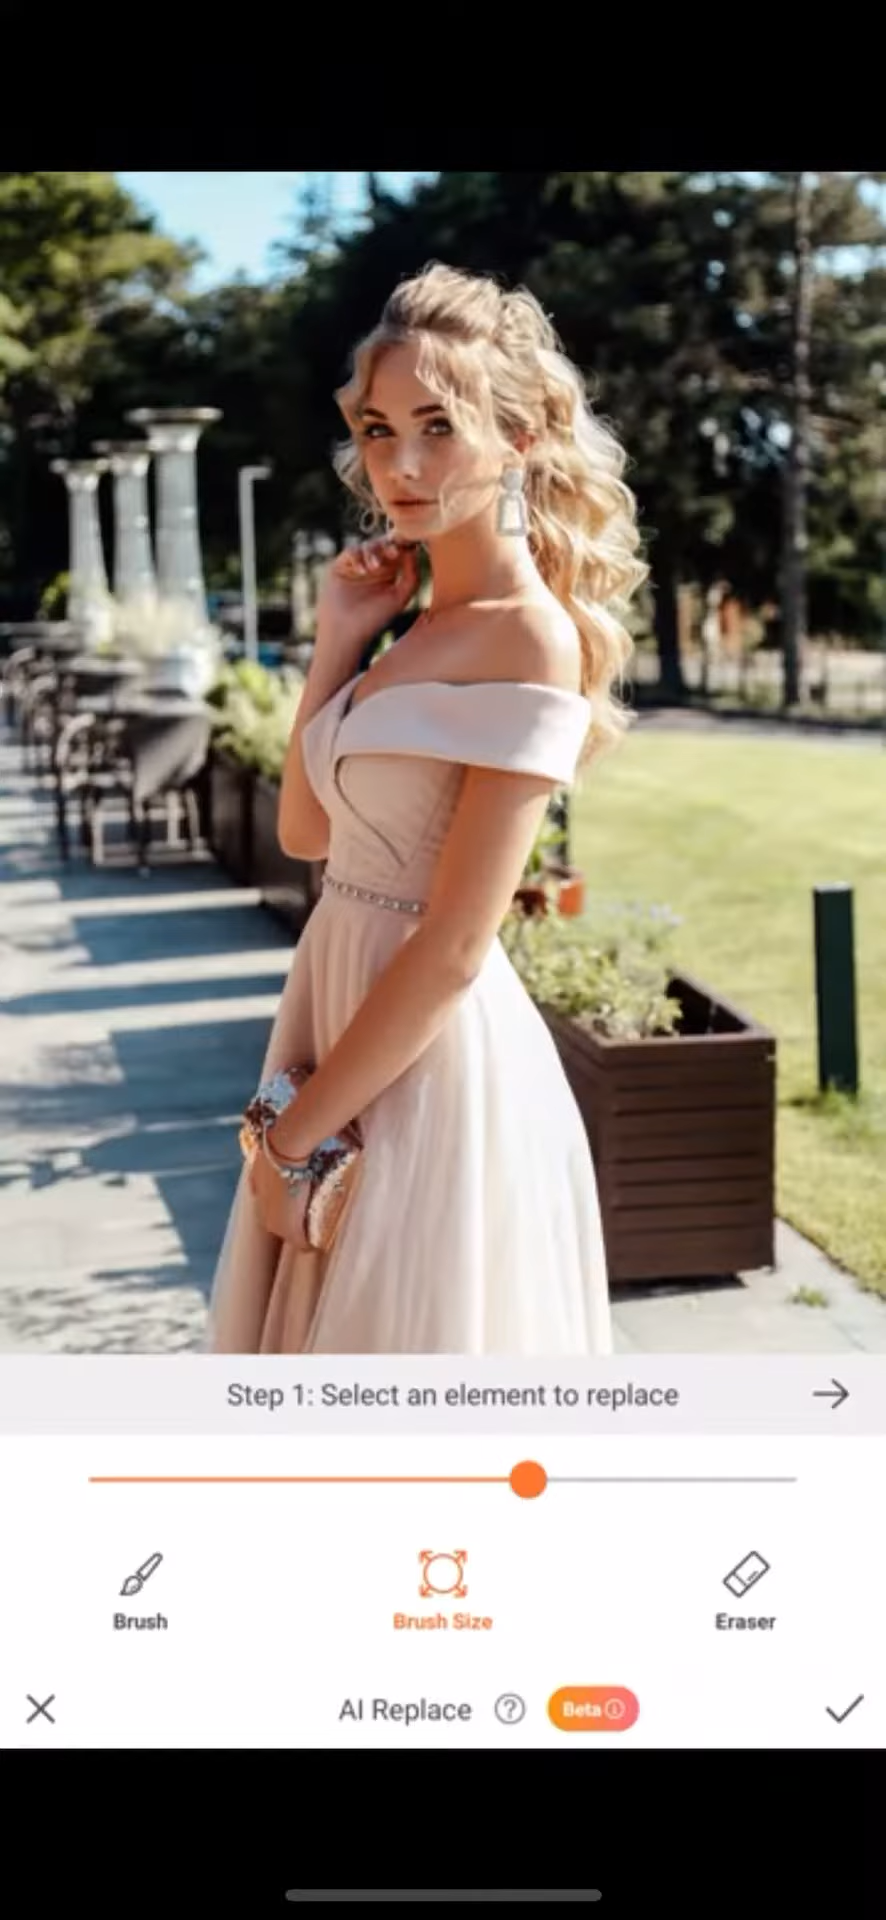 Step 1: Select an element to replace
Brush
Brush Size
Eraser
AI Replace
Beta